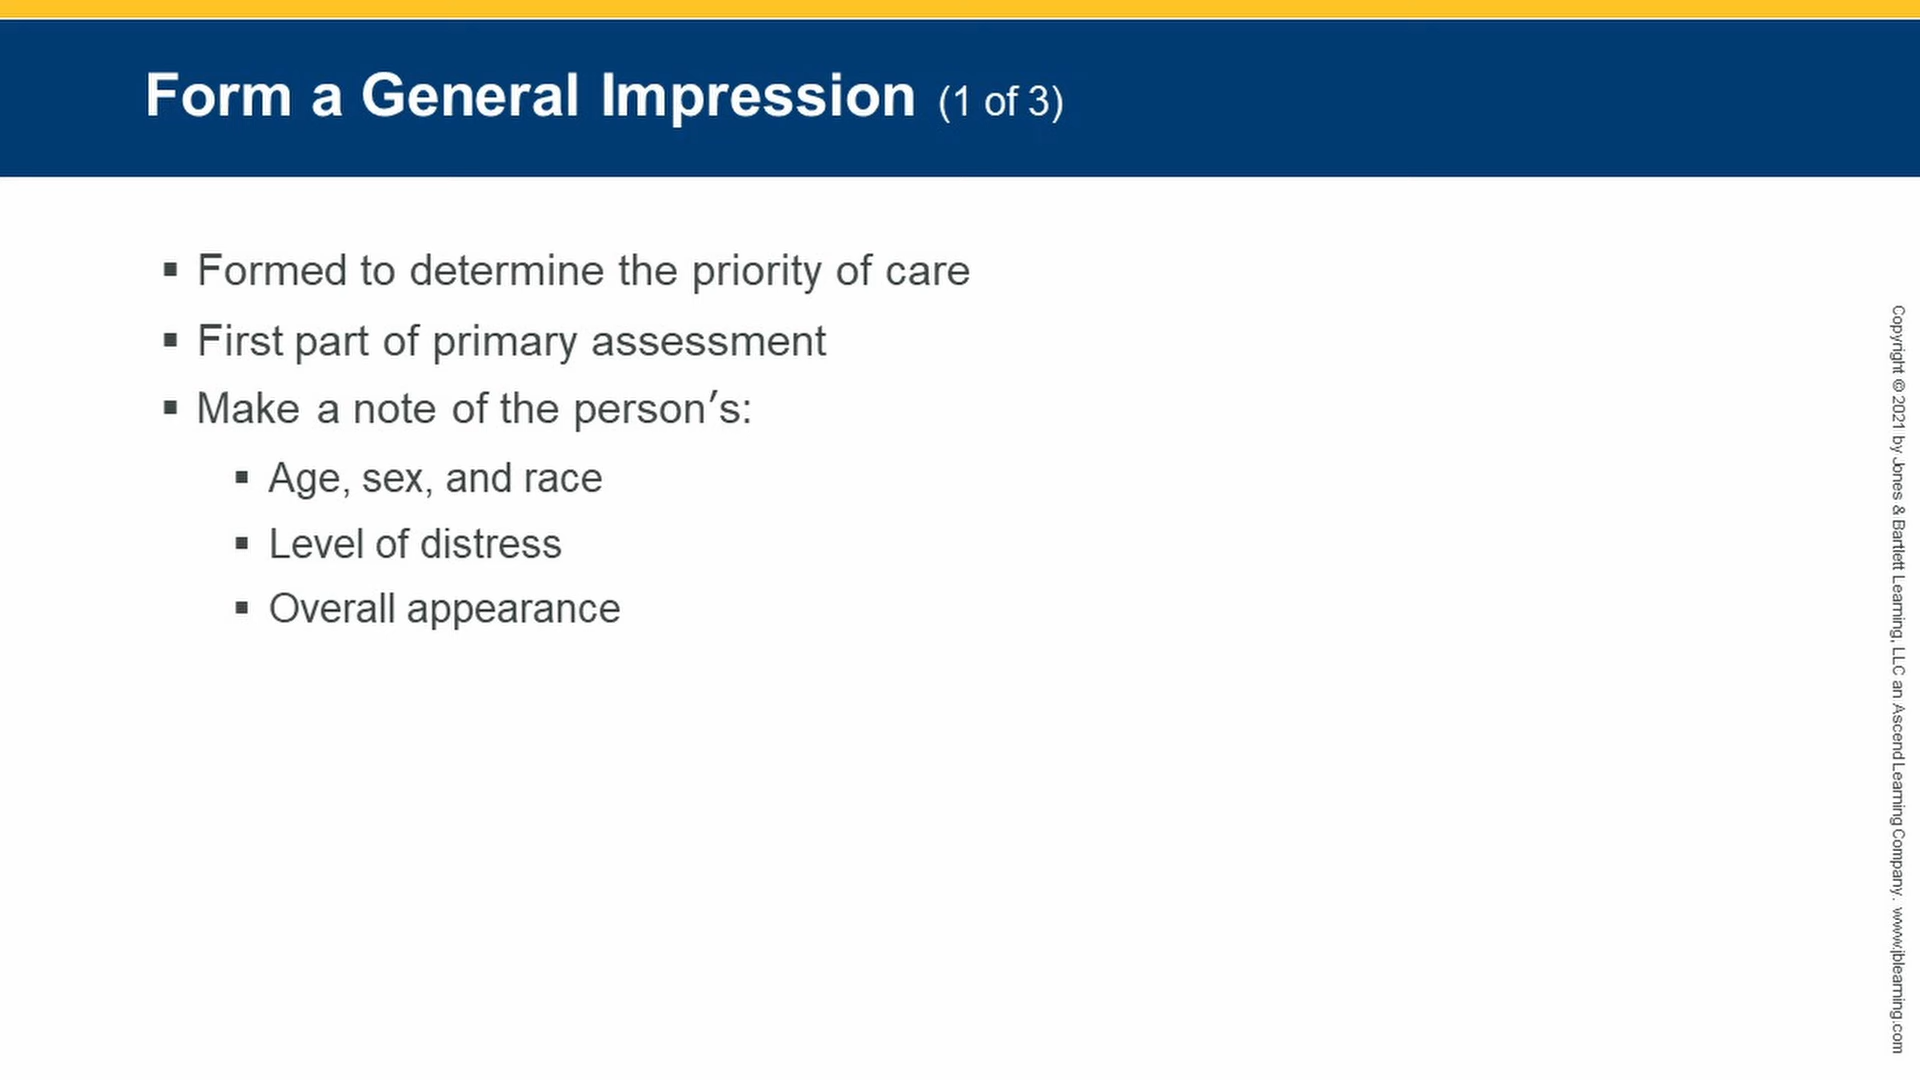 Form a General Impression (1 of 3)
▪ Formed to determine the priority of care
▪ First part of primary assessment
▪ Make a note of the person′s:
▪ Age, sex, and race
▪ Level of distress
▪ Overall appearance
Copyright © 2021 by Jones & Bartlett Learning, LLC an Ascend Learning Company. www.jblearning.com